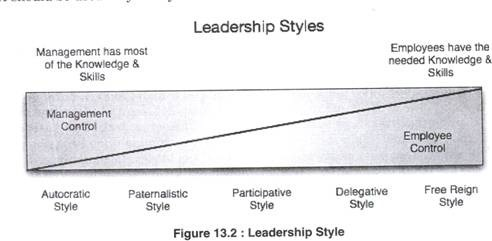 Leadership Styles
Management has most
of the Knowledge &
Skills
Employees have the
needed Knowledge &
Skills
Management
Control
Employee
Control
Autocratic
Style
Paternalistic
Style
Participative
Style
Delegative
Style
Free Reign
Style
Figure 13.2 : Leadership Style